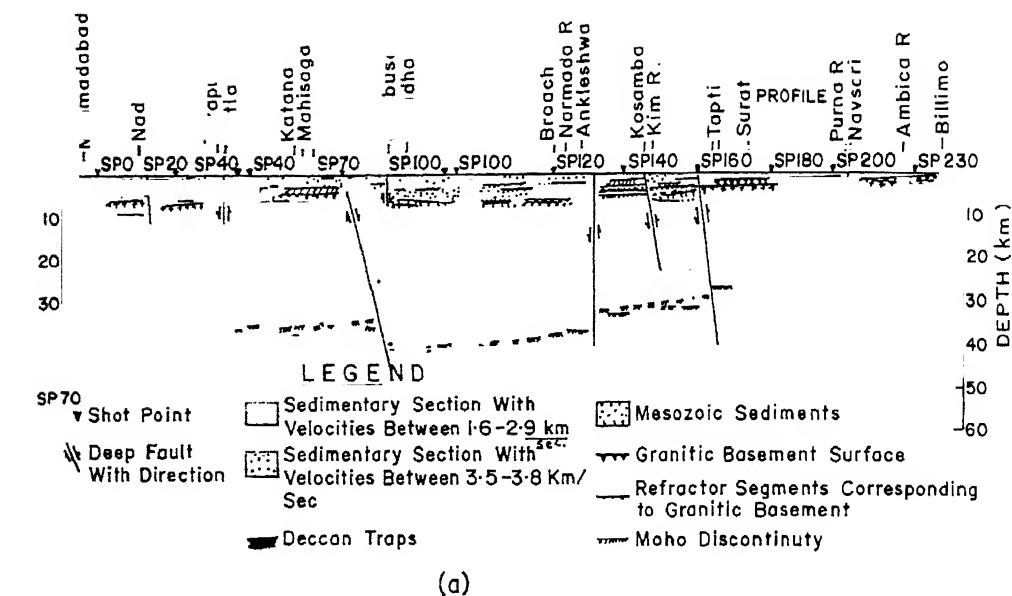 Nad
Katana
Mahisaga
Broach
Narmada R
Ankleshwa
Kosamba
Kim R.
Tapti
Surat
PROFILE
Purna R
Navscri
Ambica R
Billimo
SP0 SP20 SP40 SP40 SP70 SP100 SP100 SP120 SP140 SP160 SP180 SP200 SP 230
10
20
30
10
20
30
40
50
60
DEPTH (km)
LEGEND
SP70
Shot Point
Deep Fault
With Direction
Sedimentary Section With
Velocities Between 1·6-2·9 km
sec.
Sedimentary Section With
Velocities Between 3·5-3·8 Km/
Sec
Deccan Traps
Mesozoic Sediments
Granitic Basement Surface
Refractor Segments Corresponding
to Granitic Basement
Moho Discontinuty
(a)